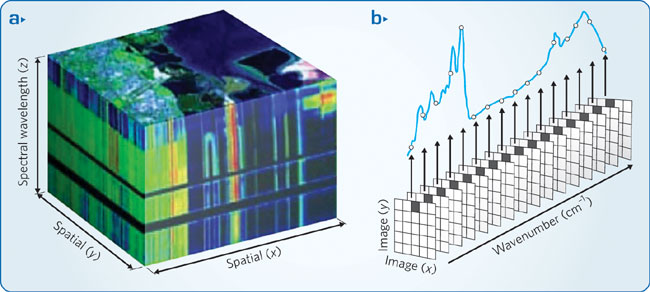 a▸
Spectral wavelength (z)
Spatial (y)
Spatial (x)
b▸
Image (y)
Image (x)
Wavenumber (cm⁻¹)